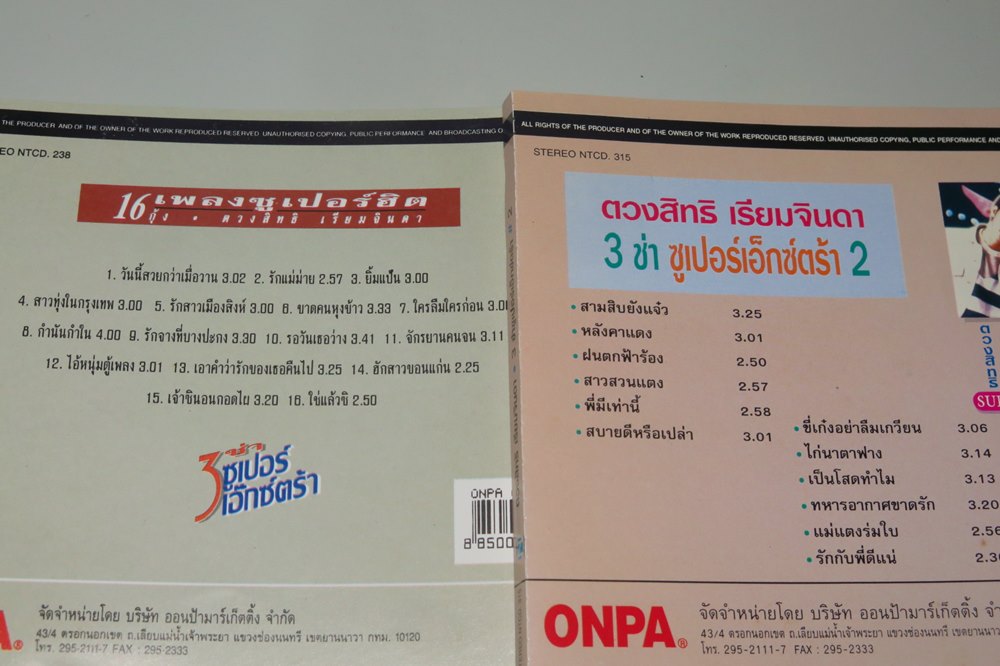 THE PRODUCER AND OF THE OWNER OF THE WORK REPRODUCED RESERVED. UNAUTHORISED COPYING, PUBLIC PERFORMANCE AND BROADCASTING O
EO NTCD. 238
16 เพลงซูเปอร์ฮิต
กุ้ง • ตวงสิทธิ เรียมจินดา
1. วันนี้สวยกว่าเมื่อวาน 3.02 2. รักแม่ม่าย 2.57 3. ยิ้มแป้น 3.00
4. สาวทุ่งในกรุงเทพ 3.00 5. รักสาวเมืองสิงห์ 3.00 6. ขาดคนหุงข้าว 3.33 7. ใครลืมใครก่อน 3.0
8. กำนันกำใน 4.00 9. รักจางที่บางปะกง 3.30 10. รอวันเธอว่าง 3.41 11. จักรยานคนจน 3.11
12. ไอ้หนุ่มตู้เพลง 3.01 13. เอาคำว่ารักของเธอคืนไป 3.25 14. ฮักสาวขอนแก่น 2.25
15. เจ้าชินอนกอดไผ 3.20 16. ใช่แล้วชิ 2.50
3 ช่า
ซูเปอร์
เอ็กซ์ตร้า
ONPA
8 8500
A®
จัดจำหน่ายโดย บริษัท ออนป้ามาร์เก็ตติ้ง จำกัด
43/4 ตรอกนอกเขต ถ.เลียบแม่น้ำเจ้าพระยา แขวงช่องนนทรี เขตยานนาวา กทม. 10120
โทร. 295-2111-7 FAX : 295-2333
ALL RIGHTS OF THE PRODUCER AND OF THE OWNER OF THE WORK REPRODUCED RESERVED. UNAUTHORISED COPYING, PUBLIC PERFORMANCE AN
STEREO NTCD. 315
ตวงสิทธิ เรียมจินดา
3 ช่า ซูเปอร์เอ็กซ์ตร้า 2
• สามสิบยังแจ๋ว 3.25
• หลังคาแดง 3.01
• ฝนตกฟ้าร้อง 2.50
• สาวสวนแตง 2.57
• พี่มีเท่านี้ 2.58
• สบายดีหรือเปล่า 3.01
• ขี่เก๋งอย่าลืมเกวียน 3.06
• ไก่นาตาฟาง 3.14
• เป็นโสดทำไม 3.13
• ทหารอากาศขาดรัก 3.20
• แม่แตงร่มใบ 2.56
• รักกับพี่ดีแน่ 2.3
ตวงสิทธิ
SU
ONPA®
จัดจำหน่ายโดย บริษัท ออนป้ามาร์เก็ตติ้ง จำ
43/4 ตรอกนอกเขต ถ.เลียบแม่น้ำเจ้าพระยา แขวงช่องนนทรี เขตยานนาวา
โทร. 295-2111-7 FAX : 295-2333